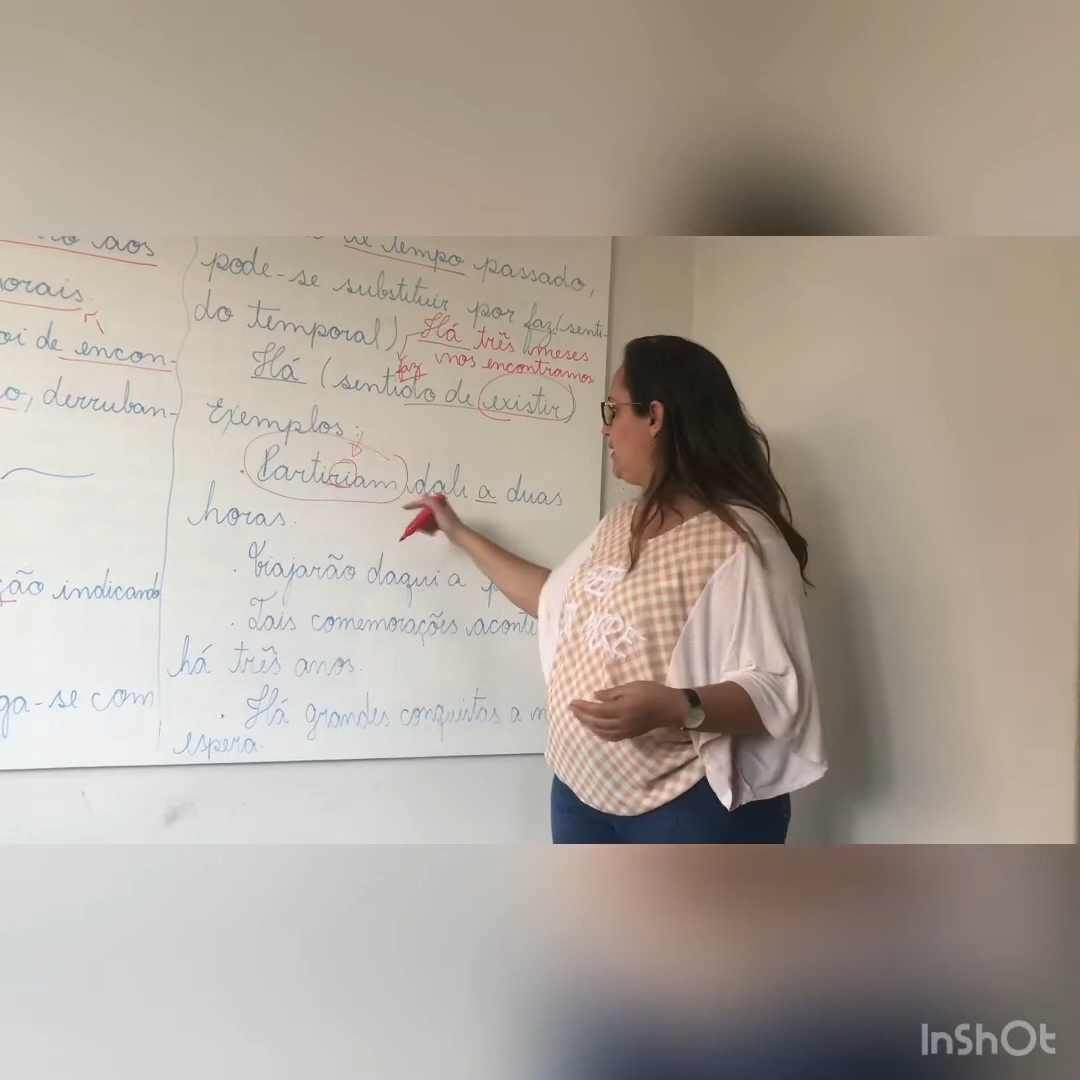 aos
orais.
oi de encon-
o, derruban-
ção indicando
ga-se com
de tempo passado,
pode-se substituir por faz (senti-
do temporal)
Há três meses
faz nos encontramos
Há (sentido de existir)
Exemplos:
. Partiriam dali a duas
horas.
. Viajarão daqui a p
. Tais comemorações aconte
há três anos.
. Há grandes conquistas a n
espera.
InShOt